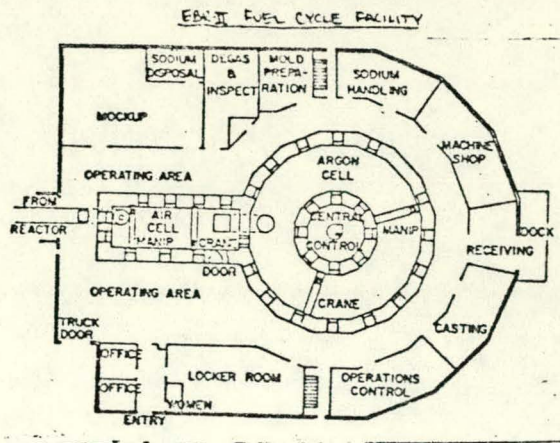 EBR-II FUEL CYCLE FACILITY
SODIUM
DISPOSAL
DEGAS
&
INSPECT
MOLD
PREPA-
RATION
SODIUM
HANDLING
MOCKUP
MACHINE
SHOP
OPERATING AREA
ARGON
CELL
FROM
REACTOR
AIR
CELL
MANIP
CRANE
DOOR
CENTRAL
CONTROL
MANIP
DOCK
RECEIVING
OPERATING AREA
CRANE
CASTING
TRUCK
DOOR
OFFICE
OFFICE
LOCKER ROOM
WOMEN
OPERATIONS
CONTROL
ENTRY